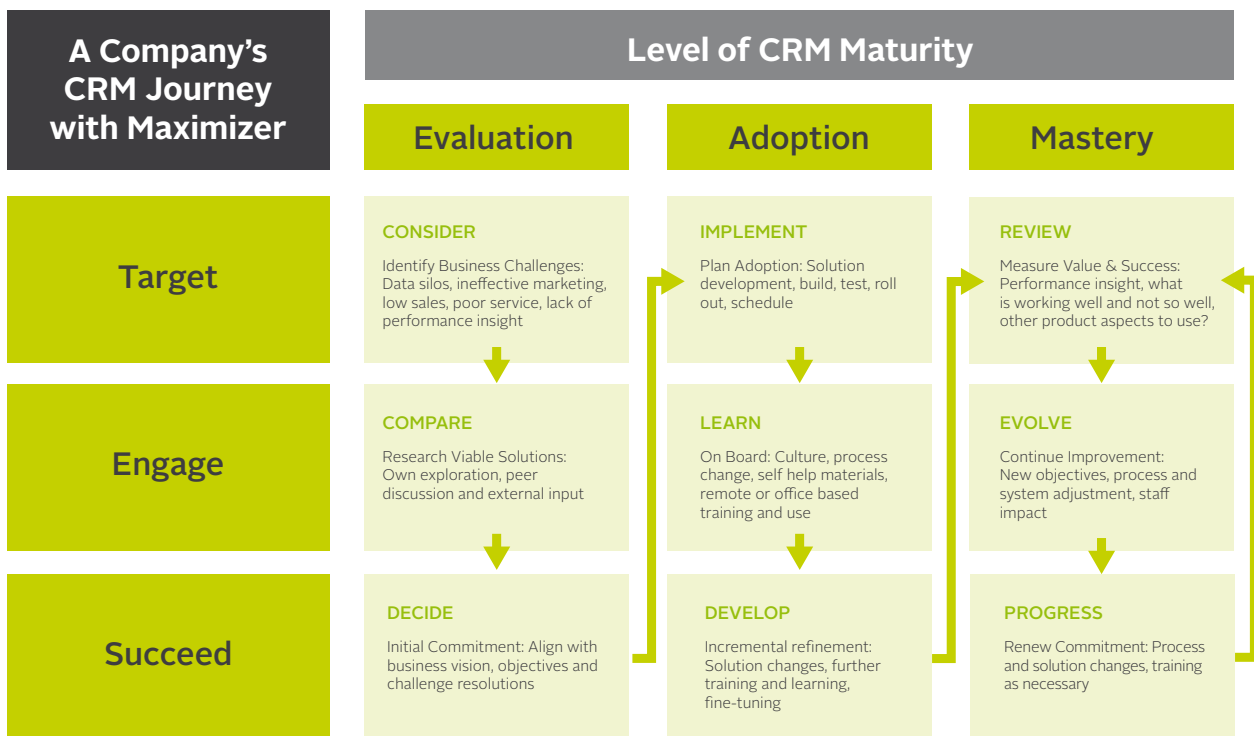 A Company's
CRM Journey
with Maximizer
Level of CRM Maturity
Evaluation
Adoption
Mastery
Target
CONSIDER
Identify Business Challenges:
Data silos, ineffective marketing,
low sales, poor service, lack of
performance insight
IMPLEMENT
Plan Adoption: Solution
development, build, test, roll
out, schedule
REVIEW
Measure Value & Success:
Performance insight, what
is working well and not so well,
other product aspects to use?
Engage
COMPARE
Research Viable Solutions:
Own exploration, peer
discussion and external input
LEARN
On Board: Culture, process
change, self help materials,
remote or office based
training and use
EVOLVE
Continue Improvement:
New objectives, process and
system adjustment, staff
impact
Succeed
DECIDE
Initial Commitment: Align with
business vision, objectives and
challenge resolutions
DEVELOP
Incremental refinement:
Solution changes, further
training and learning,
fine-tuning
PROGRESS
Renew Commitment: Process
and solution changes, training
as necessary